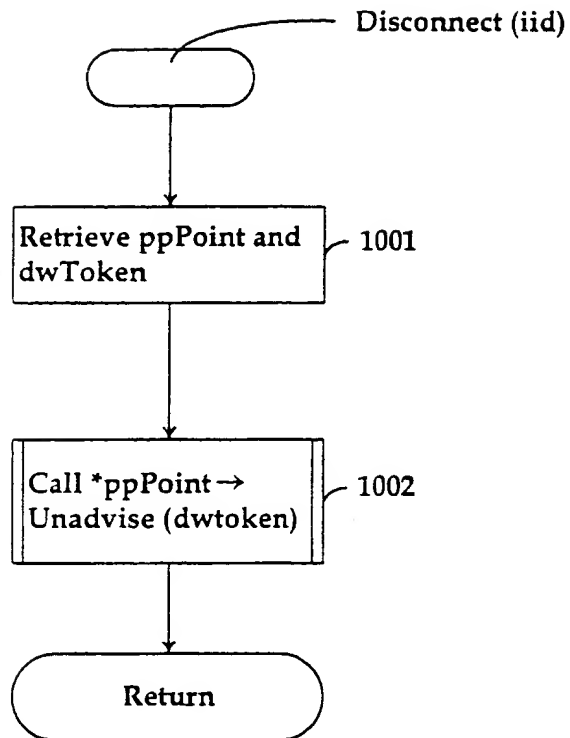 Disconnect (iid)
Retrieve ppPoint and
dwToken
1001
Call *ppPoint→
Unadvise (dwtoken)
1002
Return